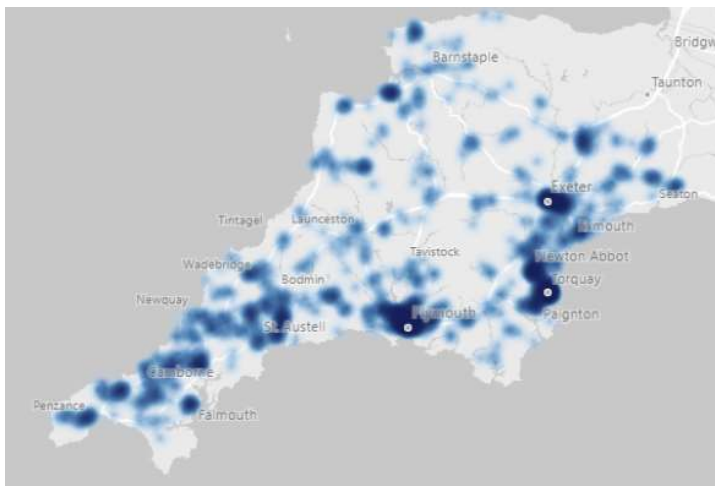 Barnstaple
Bridgw
Taunton
Exeter
Seaton
Tintagel
Launceston
Exmouth
Tavistock
Newton Abbot
Wadebridge
Bodmin
Torquay
Newquay
Plymouth
Paignton
St. Austell
Camborne
Penzance
Falmouth